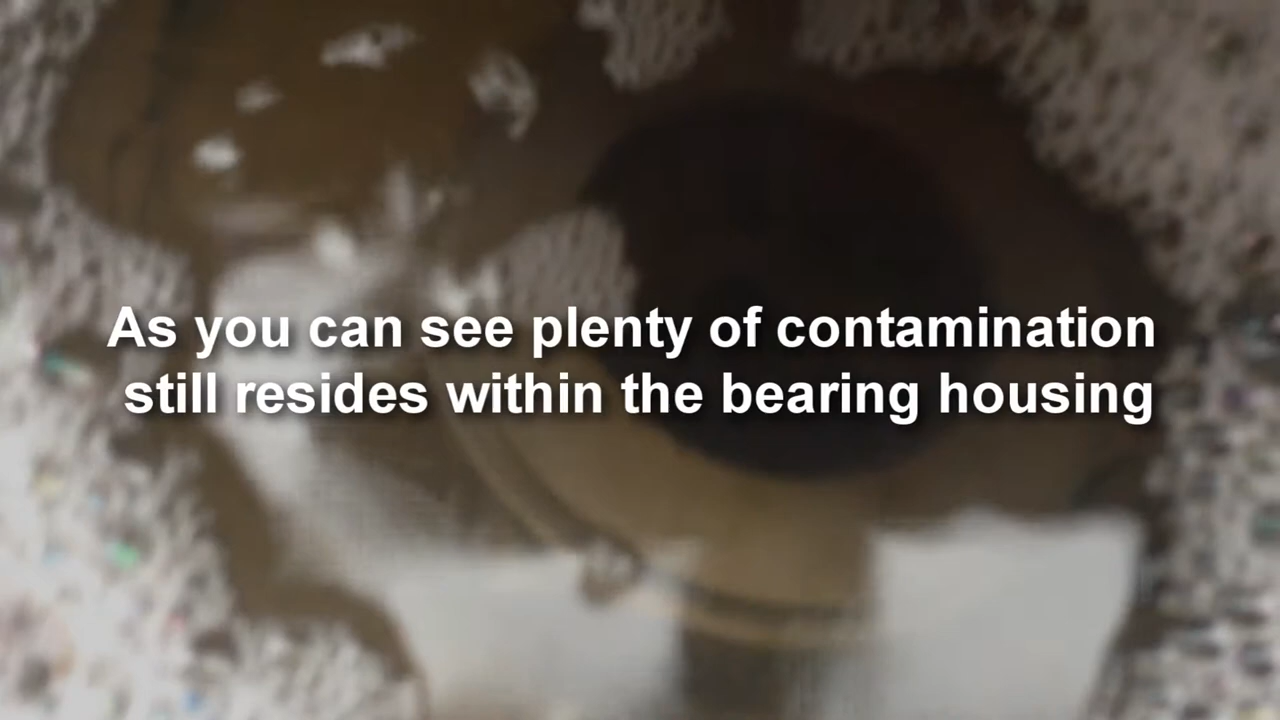 As you can see plenty of contamination
still resides within the bearing housing